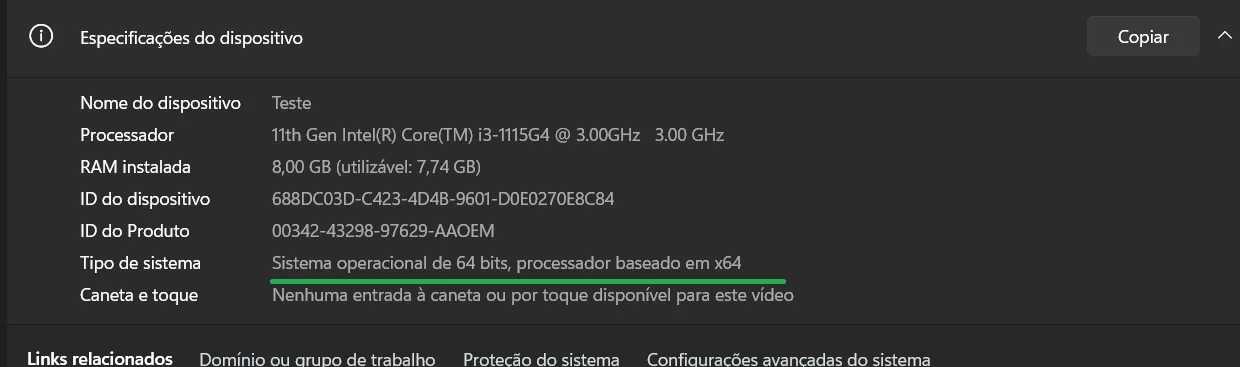 Especificações do dispositivo Copiar
Nome do dispositivo Teste
Processador 11th Gen Intel(R) Core(TM) i3-1115G4 @ 3.00GHz 3.00 GHz
RAM instalada 8,00 GB (utilizável: 7,74 GB)
ID do dispositivo 688DC03D-C423-4D4B-9601-D0E0270E8C84
ID do Produto 00342-43298-97629-AAOEM
Tipo de sistema Sistema operacional de 64 bits, processador baseado em x64
Caneta e toque Nenhuma entrada à caneta ou por toque disponível para este vídeo
Links relacionados Domínio ou grupo de trabalho Proteção do sistema Configurações avançadas do sistema